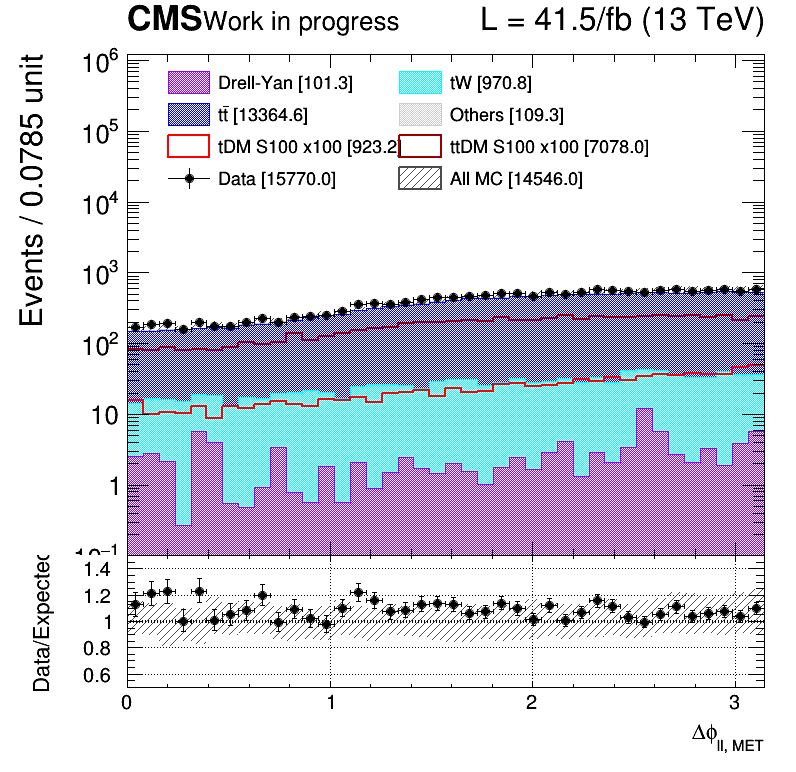 CMS Work in progress L = 41.5/fb (13 TeV)
Events / 0.0785 unit
10⁶
10⁵
10⁴
10³
10²
10
1
10⁻¹
Drell-Yan [101.3] tW [970.8]
tt̄ [13364.6] Others [109.3]
tDM S100 x100 [923.2] ttDM S100 x100 [7078.0]
Data [15770.0] All MC [14546.0]
Data/Expected
1.4
1.2
1
0.8
0.6
0 1 2 3
Δϕ_ll, MET